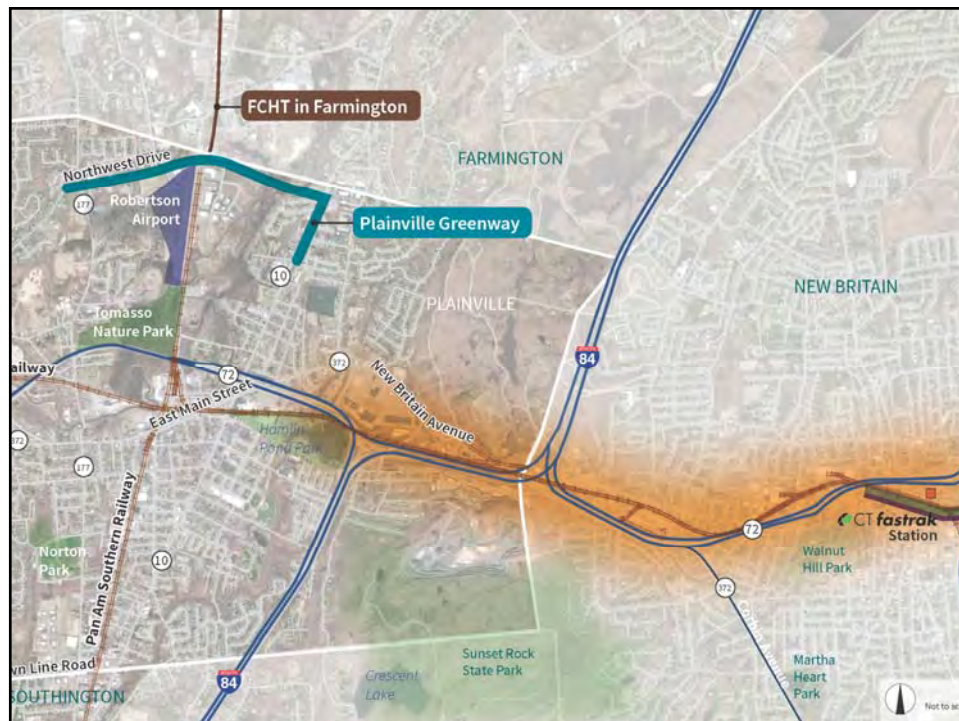 FCHT in Farmington
FARMINGTON
Northwest Drive
177
Robertson
Airport
Plainville Greenway
10
NEW BRITAIN
PLAINVILLE
Tomasso
Nature Park
84
ailway
72
372
New Britain Avenue
East Main Street
Hamlin
Pond Park
372
177
CT fastrak
Station
72
Walnut
Hill Park
Norton
Park
10
Pan Am Southern Railway
372
Sunset Rock
State Park
wn Line Road
84
Crescent
Lake
Martha
Heart
Park
SOUTHINGTON